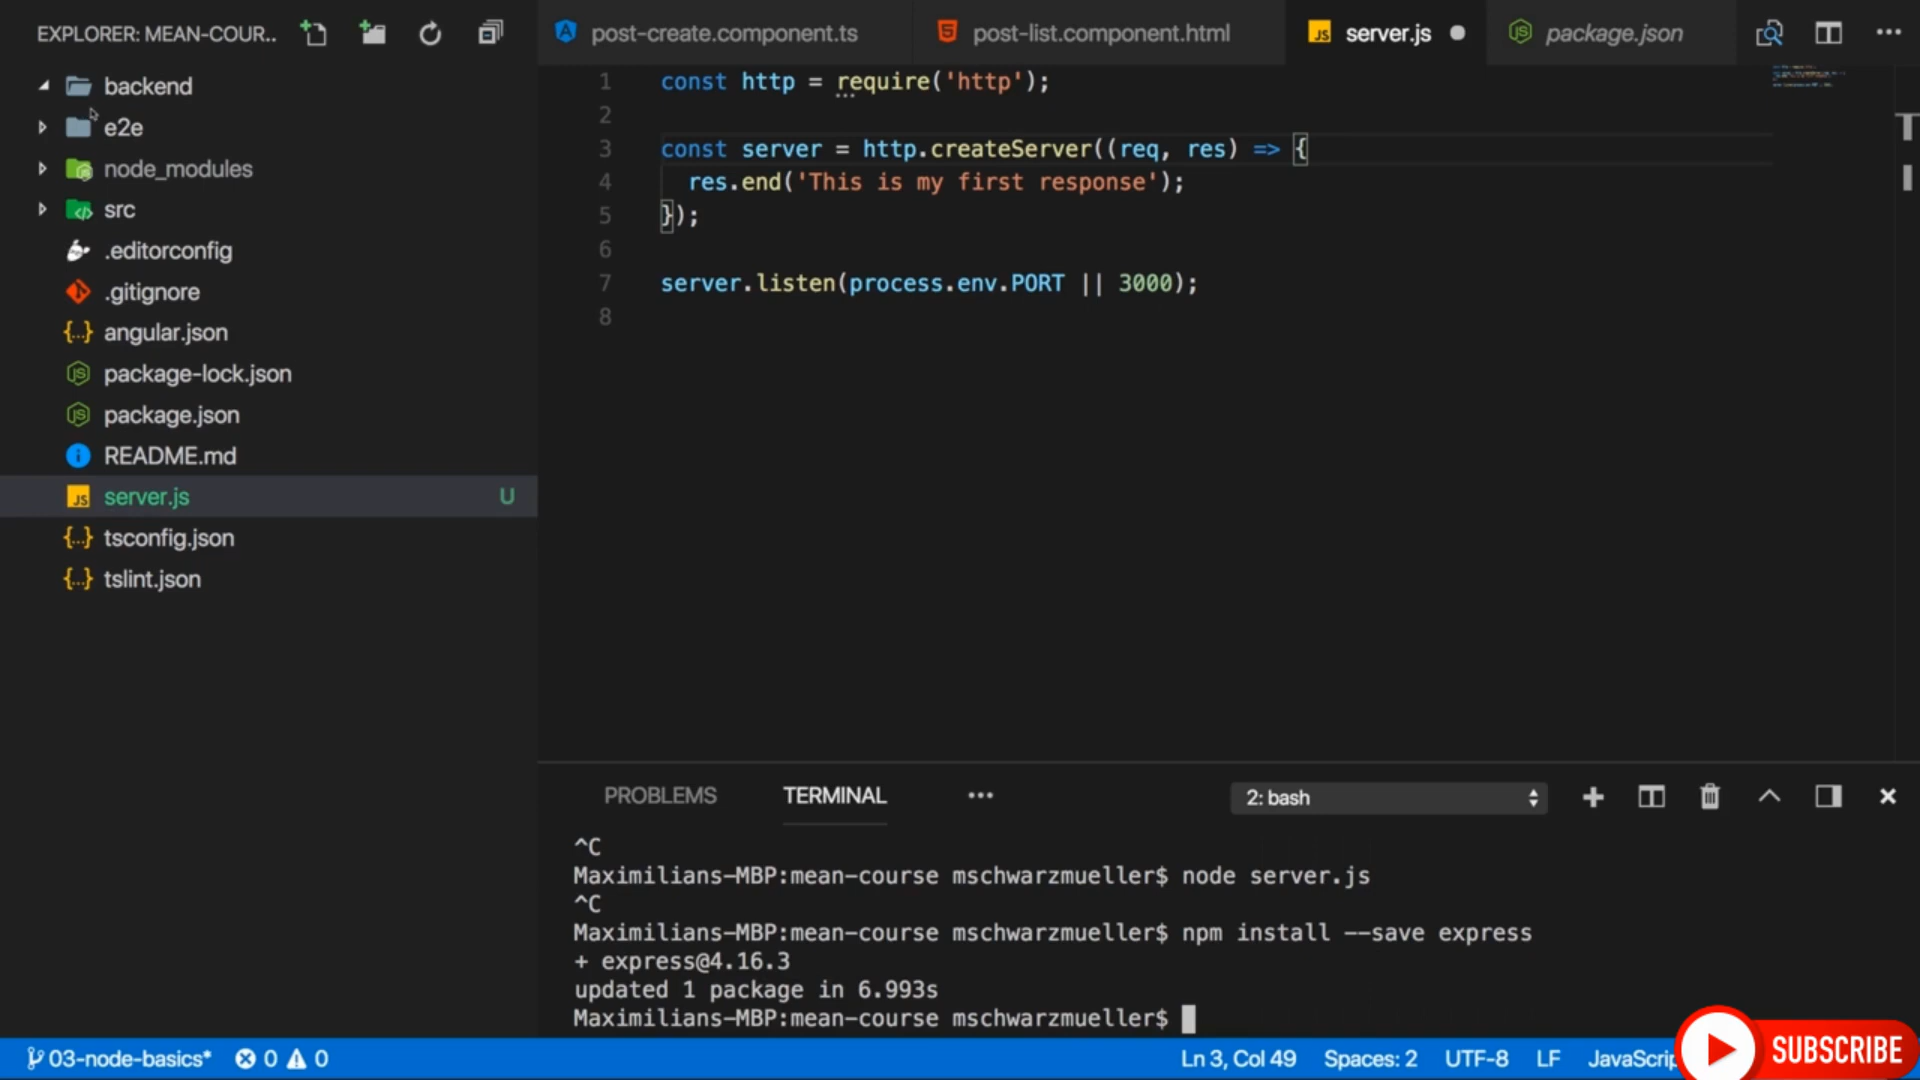 EXPLORER: MEAN-COUR..
backend
e2e
node_modules
src
.editorconfig
.gitignore
{..} angular.json
JS package-lock.json
JS package.json
i README.md
JS server.js U
{..} tsconfig.json
{..} tslint.json
post-create.component.ts
post-list.component.html
JS server.js
JS package.json
1 const http = require('http');
2
3 const server = http.createServer((req, res) => {
4 res.end('This is my first response');
5 });
6
7 server.listen(process.env.PORT || 3000);
8
PROBLEMS TERMINAL ••• 2: bash
^C
Maximilians-MBP:mean-course mschwarzmueller$ node server.js
^C
Maximilians-MBP:mean-course mschwarzmueller$ npm install --save express
+ express@4.16.3
updated 1 package in 6.993s
Maximilians-MBP:mean-course mschwarzmueller$
03-node-basics* 0 0 Ln 3, Col 49 Spaces: 2 UTF-8 LF JavaScrip
SUBSCRIBE